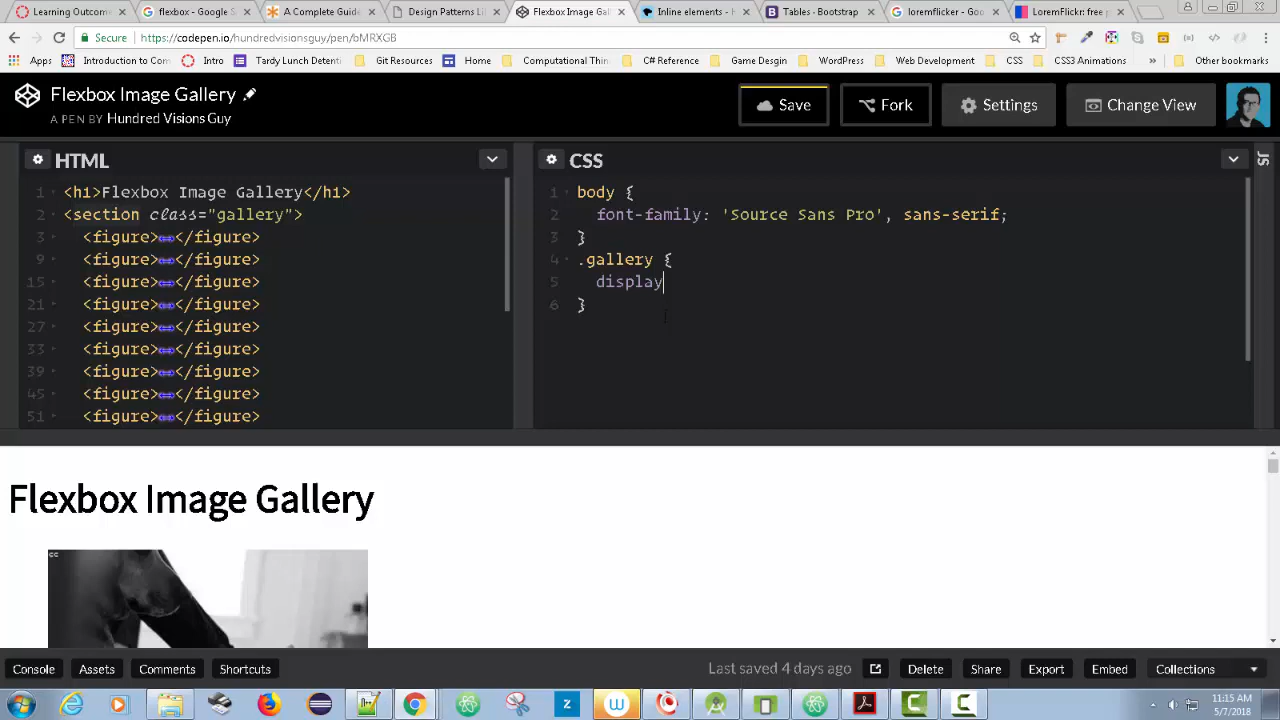 Learning Outcome
flexbox - Google S
A Complete Guide
Design Patterns Li
Flexbox Image Gal
Inline elements -
Tables · Bootstap
loremflicker - Goo
LoremFlickr: free p
Secure
https://codepen.io/hundredvisionsguy/pen/bMRXGB
Apps
Introduction to Com
Intro
Tardy Lunch Detenti
Git Resources
Home
Computational Thin
C# Reference
Game Desgin
WordPress
Web Development
CSS
CSS3 Animations
»
Other bookmarks
Flexbox Image Gallery
A PEN BY Hundred Visions Guy
Save
Fork
Settings
Change View
HTML
1 <h1>Flexbox Image Gallery</h1>
2 <section class="gallery">
3 <figure>↔</figure>
9 <figure>↔</figure>
15 <figure>↔</figure>
21 <figure>↔</figure>
27 <figure>↔</figure>
33 <figure>↔</figure>
39 <figure>↔</figure>
45 <figure>↔</figure>
51 <figure>↔</figure>
CSS
1 body {
2 font-family: 'Source Sans Pro', sans-serif;
3 }
4 .gallery {
5 display
6 }
JS
Flexbox Image Gallery
cc
Console
Assets
Comments
Shortcuts
Last saved 4 days ago
Delete
Share
Export
Embed
Collections
11:15 AM
5/7/2018